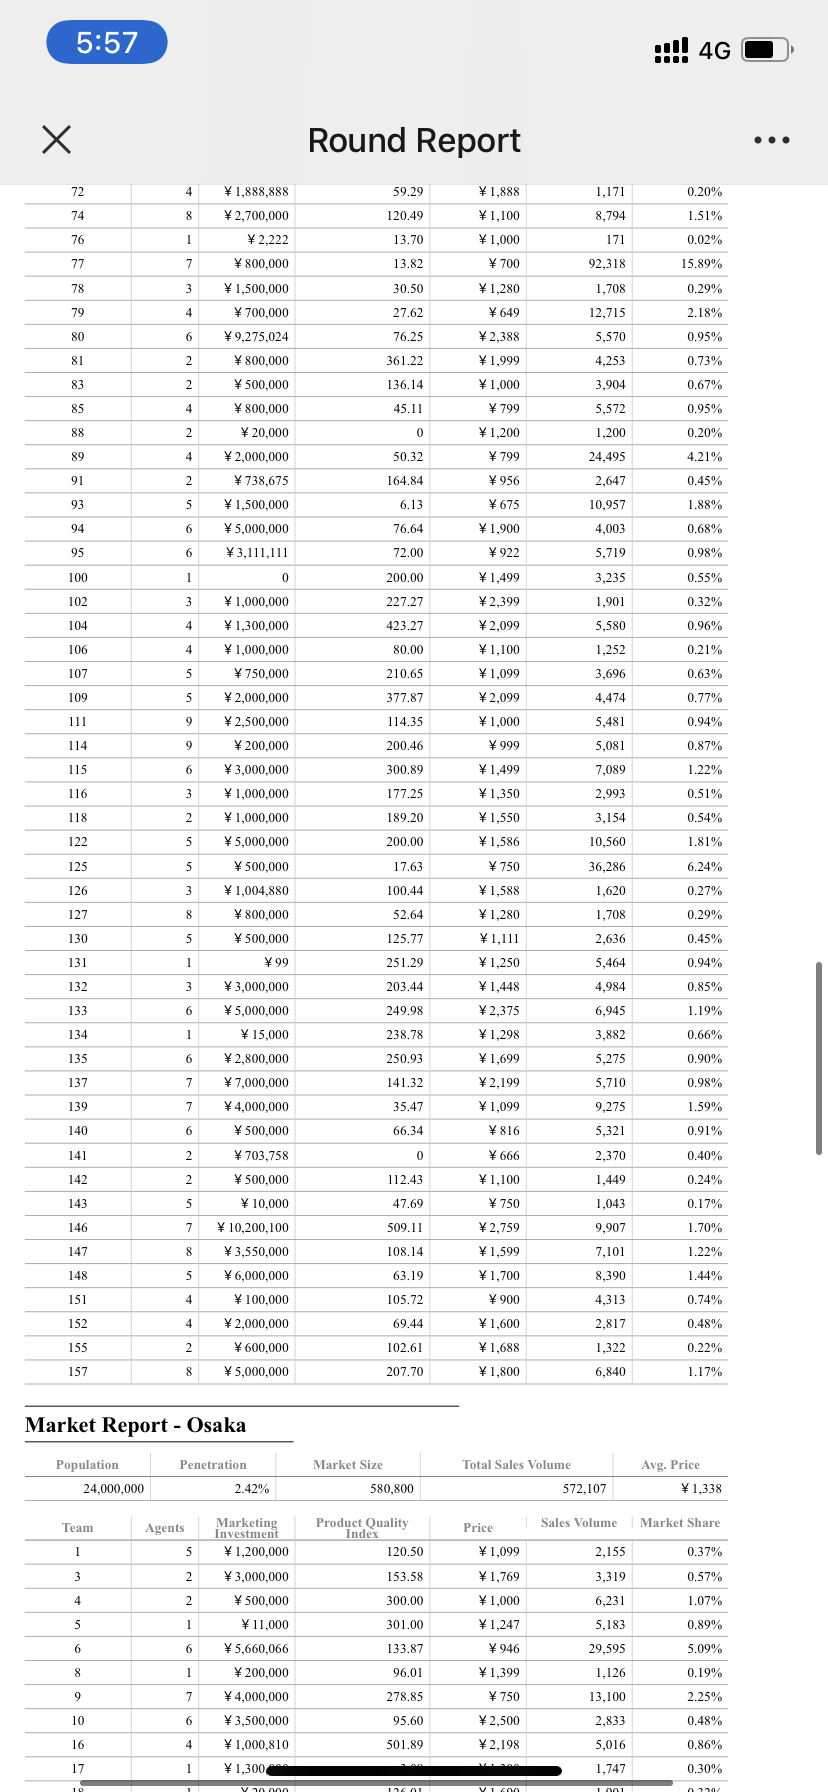 5:57
4G
Round Report
72 4 ¥1,888,888 59.29 ¥1,888 1,171 0.20%
74 8 ¥2,700,000 120.49 ¥1,100 8,794 1.51%
76 1 ¥2,222 13.70 ¥1,000 171 0.02%
77 7 ¥800,000 13.82 ¥700 92,318 15.89%
78 3 ¥1,500,000 30.50 ¥1,280 1,708 0.29%
79 4 ¥700,000 27.62 ¥649 12,715 2.18%
80 6 ¥9,275,024 76.25 ¥2,388 5,570 0.95%
81 2 ¥800,000 361.22 ¥1,999 4,253 0.73%
83 2 ¥500,000 136.14 ¥1,000 3,904 0.67%
85 4 ¥800,000 45.11 ¥799 5,572 0.95%
88 2 ¥20,000 0 ¥1,200 1,200 0.20%
89 4 ¥2,000,000 50.32 ¥799 24,495 4.21%
91 2 ¥738,675 164.84 ¥956 2,647 0.45%
93 5 ¥1,500,000 6.13 ¥675 10,957 1.88%
94 6 ¥5,000,000 76.64 ¥1,900 4,003 0.68%
95 6 ¥3,111,111 72.00 ¥922 5,719 0.98%
100 1 0 200.00 ¥1,499 3,235 0.55%
102 3 ¥1,000,000 227.27 ¥2,399 1,901 0.32%
104 4 ¥1,300,000 423.27 ¥2,099 5,580 0.96%
106 4 ¥1,000,000 80.00 ¥1,100 1,252 0.21%
107 5 ¥750,000 210.65 ¥1,099 3,696 0.63%
109 5 ¥2,000,000 377.87 ¥2,099 4,474 0.77%
111 9 ¥2,500,000 114.35 ¥1,000 5,481 0.94%
114 9 ¥200,000 200.46 ¥999 5,081 0.87%
115 6 ¥3,000,000 300.89 ¥1,499 7,089 1.22%
116 3 ¥1,000,000 177.25 ¥1,350 2,993 0.51%
118 2 ¥1,000,000 189.20 ¥1,550 3,154 0.54%
122 5 ¥5,000,000 200.00 ¥1,586 10,560 1.81%
125 5 ¥500,000 17.63 ¥750 36,286 6.24%
126 3 ¥1,004,880 100.44 ¥1,588 1,620 0.27%
127 8 ¥800,000 52.64 ¥1,280 1,708 0.29%
130 5 ¥500,000 125.77 ¥1,111 2,636 0.45%
131 1 ¥99 251.29 ¥1,250 5,464 0.94%
132 3 ¥3,000,000 203.44 ¥1,448 4,984 0.85%
133 6 ¥5,000,000 249.98 ¥2,375 6,945 1.19%
134 1 ¥15,000 238.78 ¥1,298 3,882 0.66%
135 6 ¥2,800,000 250.93 ¥1,699 5,275 0.90%
137 7 ¥7,000,000 141.32 ¥2,199 5,710 0.98%
139 7 ¥4,000,000 35.47 ¥1,099 9,275 1.59%
140 6 ¥500,000 66.34 ¥816 5,321 0.91%
141 2 ¥703,758 0 ¥666 2,370 0.40%
142 2 ¥500,000 112.43 ¥1,100 1,449 0.24%
143 5 ¥10,000 47.69 ¥750 1,043 0.17%
146 7 ¥10,200,100 509.11 ¥2,759 9,907 1.70%
147 8 ¥3,550,000 108.14 ¥1,599 7,101 1.22%
148 5 ¥6,000,000 63.19 ¥1,700 8,390 1.44%
151 4 ¥100,000 105.72 ¥900 4,313 0.74%
152 4 ¥2,000,000 69.44 ¥1,600 2,817 0.48%
155 2 ¥600,000 102.61 ¥1,688 1,322 0.22%
157 8 ¥5,000,000 207.70 ¥1,800 6,840 1.17%
Market Report - Osaka
Population Penetration Market Size Total Sales Volume Avg. Price
24,000,000 2.42% 580,800 572,107 ¥1,338
Team Agents Marketing Investment Product Quality Index Price Sales Volume Market Share
1 5 ¥1,200,000 120.50 ¥1,099 2,155 0.37%
3 2 ¥3,000,000 153.58 ¥1,769 3,319 0.57%
4 2 ¥500,000 300.00 ¥1,000 6,231 1.07%
5 1 ¥11,000 301.00 ¥1,247 5,183 0.89%
6 6 ¥5,660,066 133.87 ¥946 29,595 5.09%
8 1 ¥200,000 96.01 ¥1,399 1,126 0.19%
9 7 ¥4,000,000 278.85 ¥750 13,100 2.25%
10 6 ¥3,500,000 95.60 ¥2,500 2,833 0.48%
16 4 ¥1,000,810 501.89 ¥2,198 5,016 0.86%
17 1 1,747 0.30%